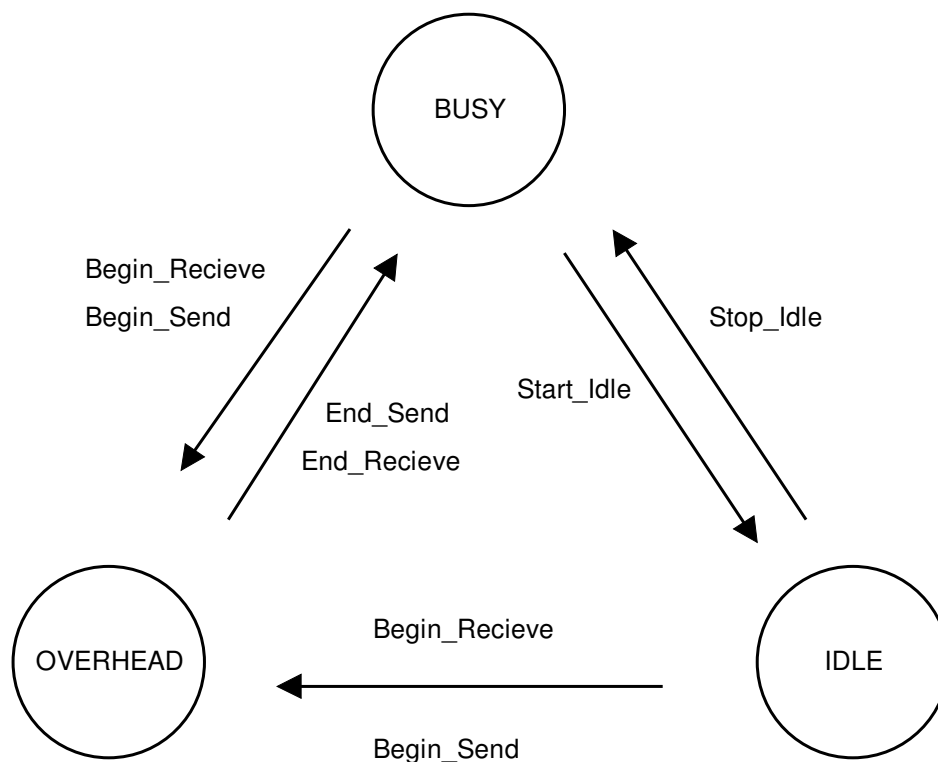 BUSY
Begin_Recieve
Begin_Send
Stop_Idle
Start_Idle
End_Send
End_Recieve
Begin_Recieve
OVERHEAD
IDLE
Begin_Send